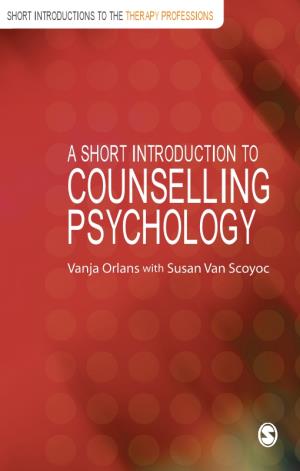 SHORT INTRODUCTIONS TO THE THERAPY PROFESSIONS
A SHORT INTRODUCTION TO
COUNSELLING
PSYCHOLOGY
Vanja Orlans with Susan Van Scoyoc
S